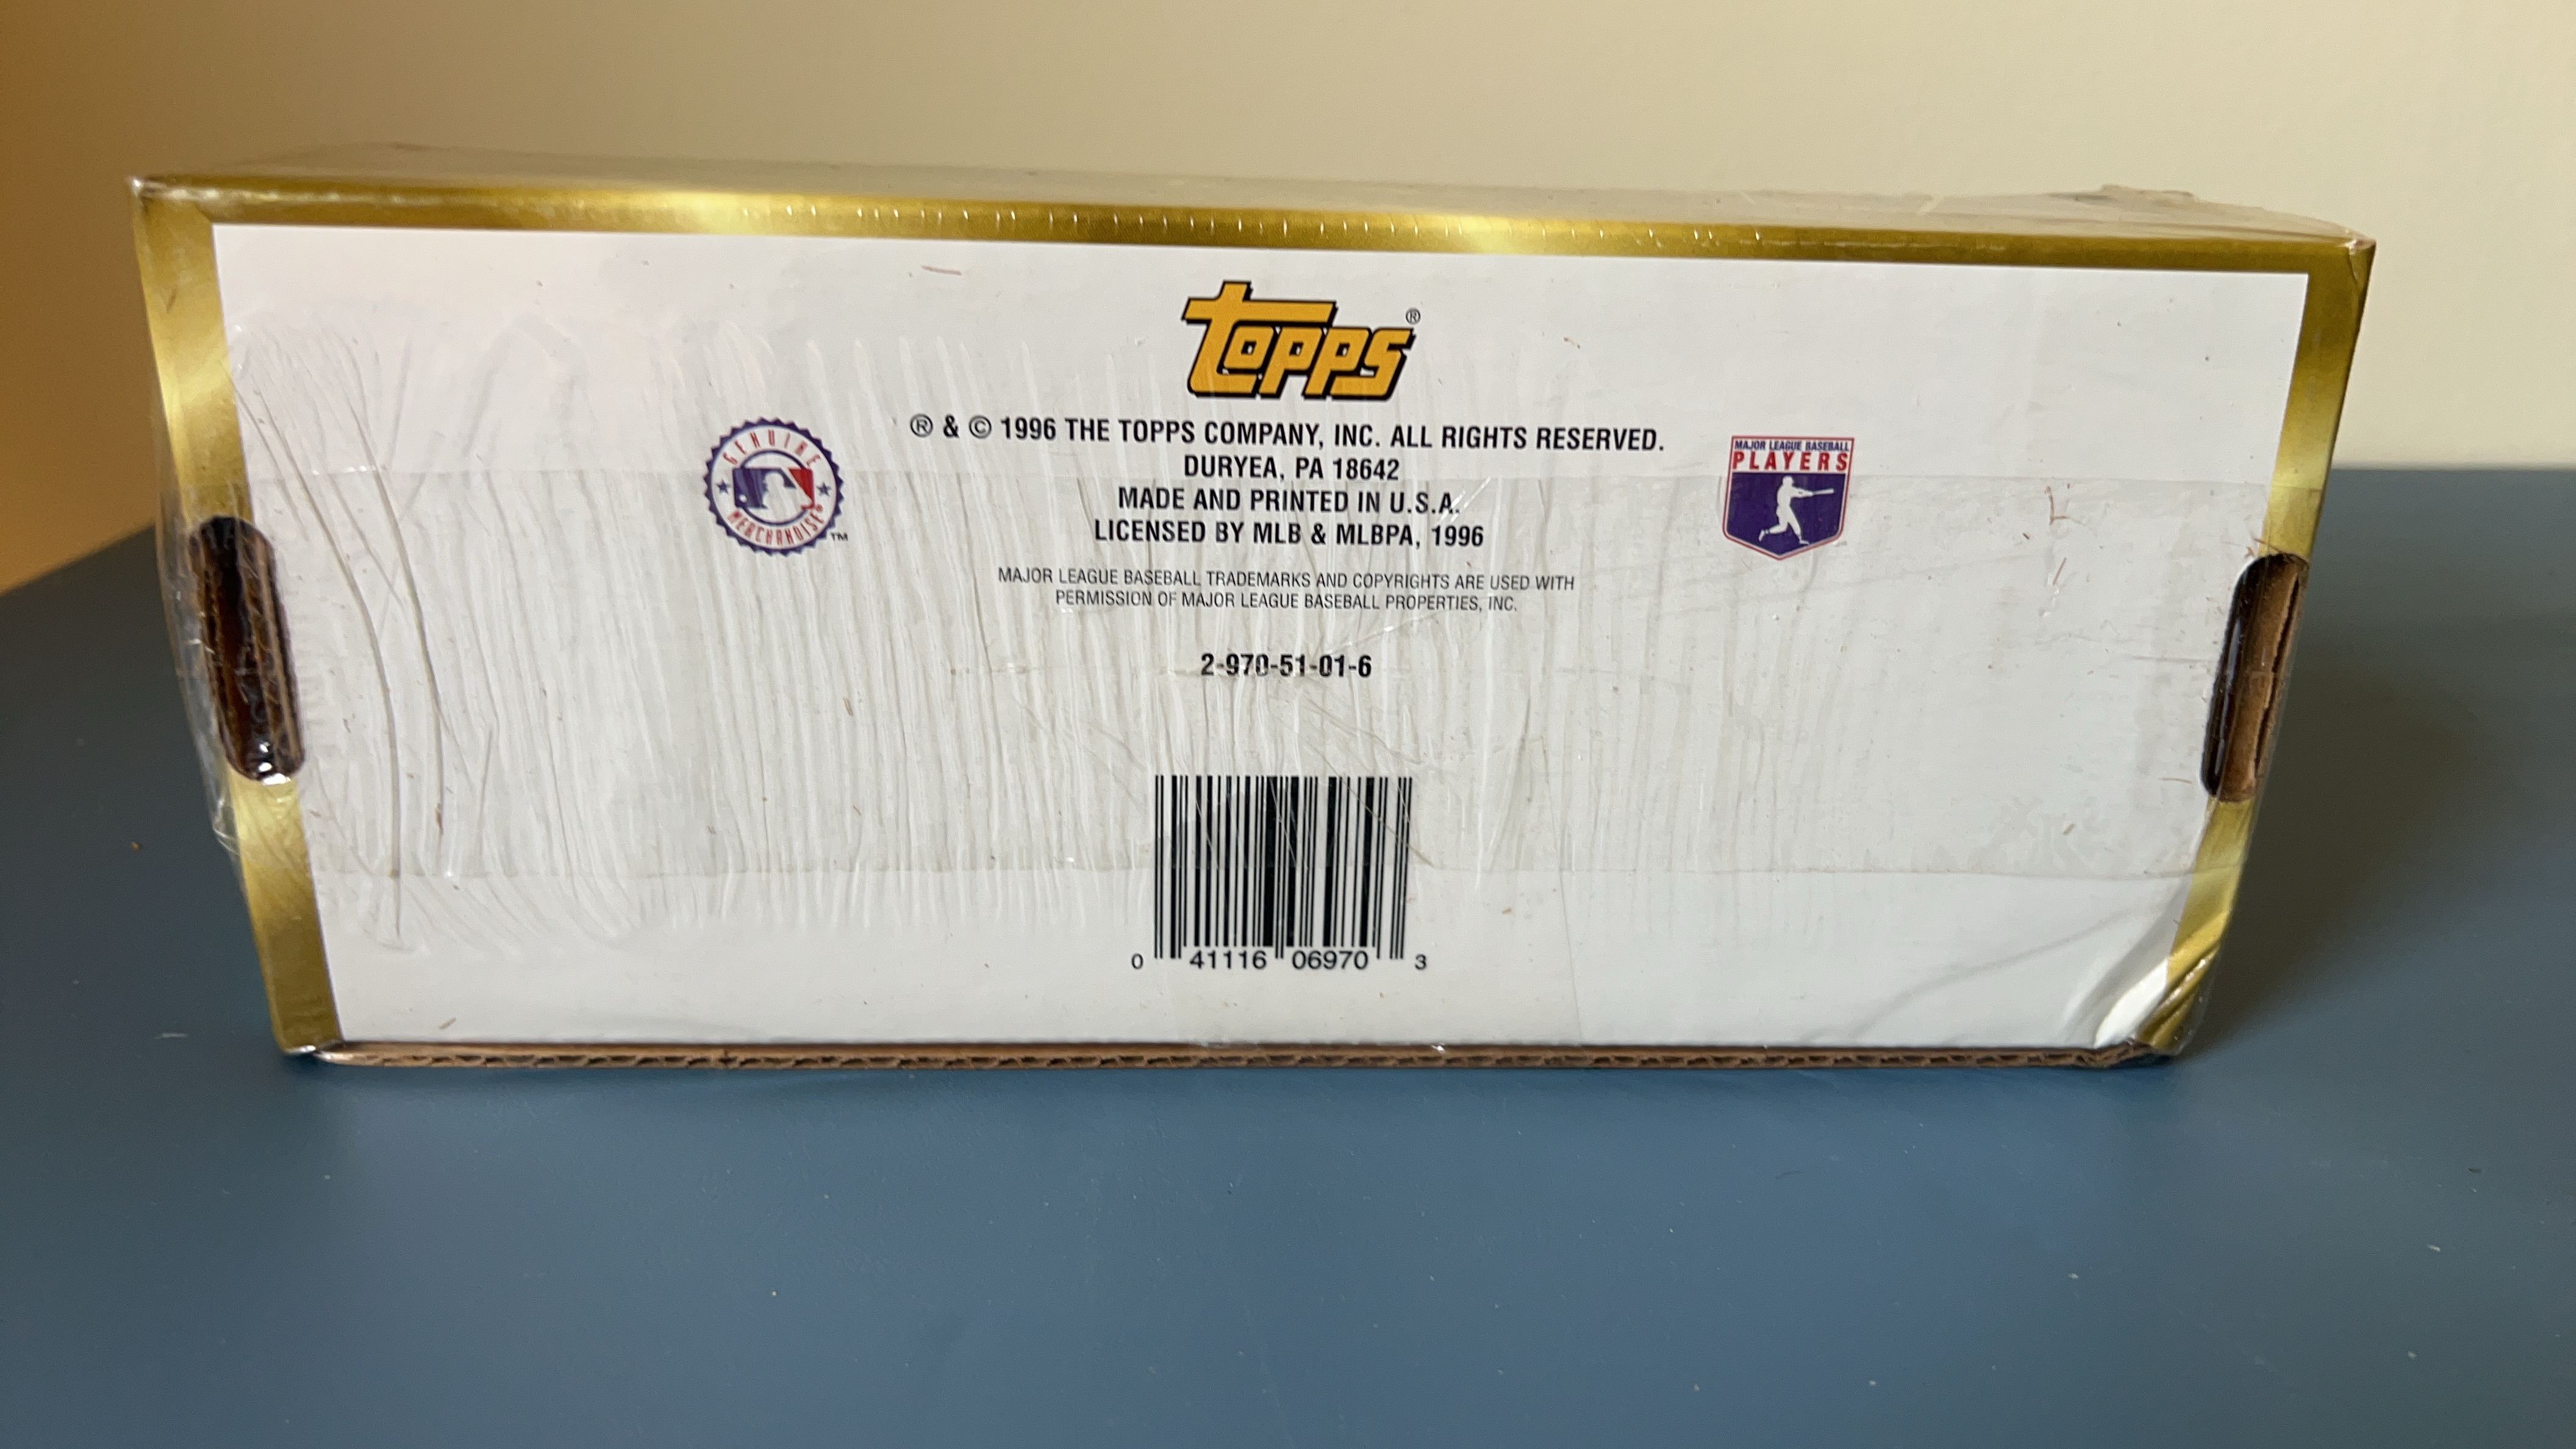 Topps®
® & © 1996 THE TOPPS COMPANY, INC. ALL RIGHTS RESERVED.
DURYEA, PA 18642
MADE AND PRINTED IN U.S.A.
LICENSED BY MLB & MLBPA, 1996
GENUINE
MERCHANDISE
TM
MAJOR LEAGUE BASEBALL
PLAYERS
MAJOR LEAGUE BASEBALL TRADEMARKS AND COPYRIGHTS ARE USED WITH
PERMISSION OF MAJOR LEAGUE BASEBALL PROPERTIES, INC.
2-970-51-01-6
0 41116 06970 3